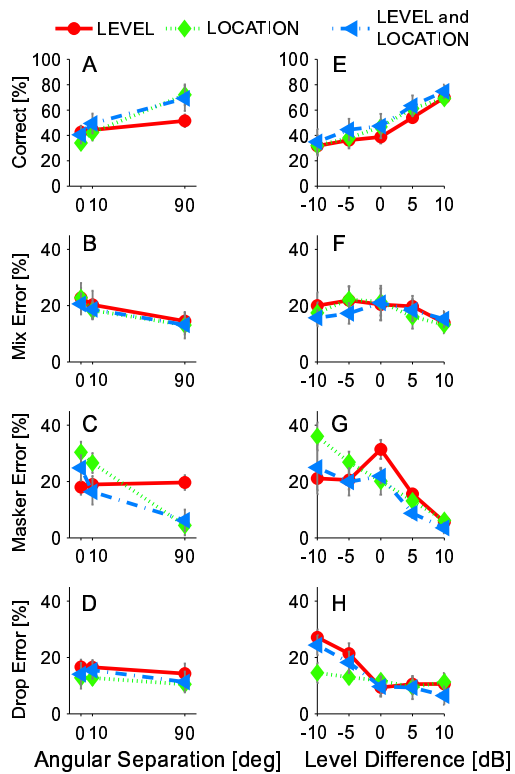 LEVEL
LOCATION
LEVEL and
LOCATION
A
Correct [%]
100
80
60
40
20
0
0 10 90
E
100
80
60
40
20
0
-10 -5 0 5 10
B
Mix Error [%]
40
20
0
0 10 90
F
40
20
0
-10 -5 0 5 10
C
Masker Error [%]
40
20
0
0 10 90
G
40
20
0
-10 -5 0 5 10
D
Drop Error [%]
40
20
0
0 10 90
H
40
20
0
-10 -5 0 5 10
Angular Separation [deg]
Level Difference [dB]